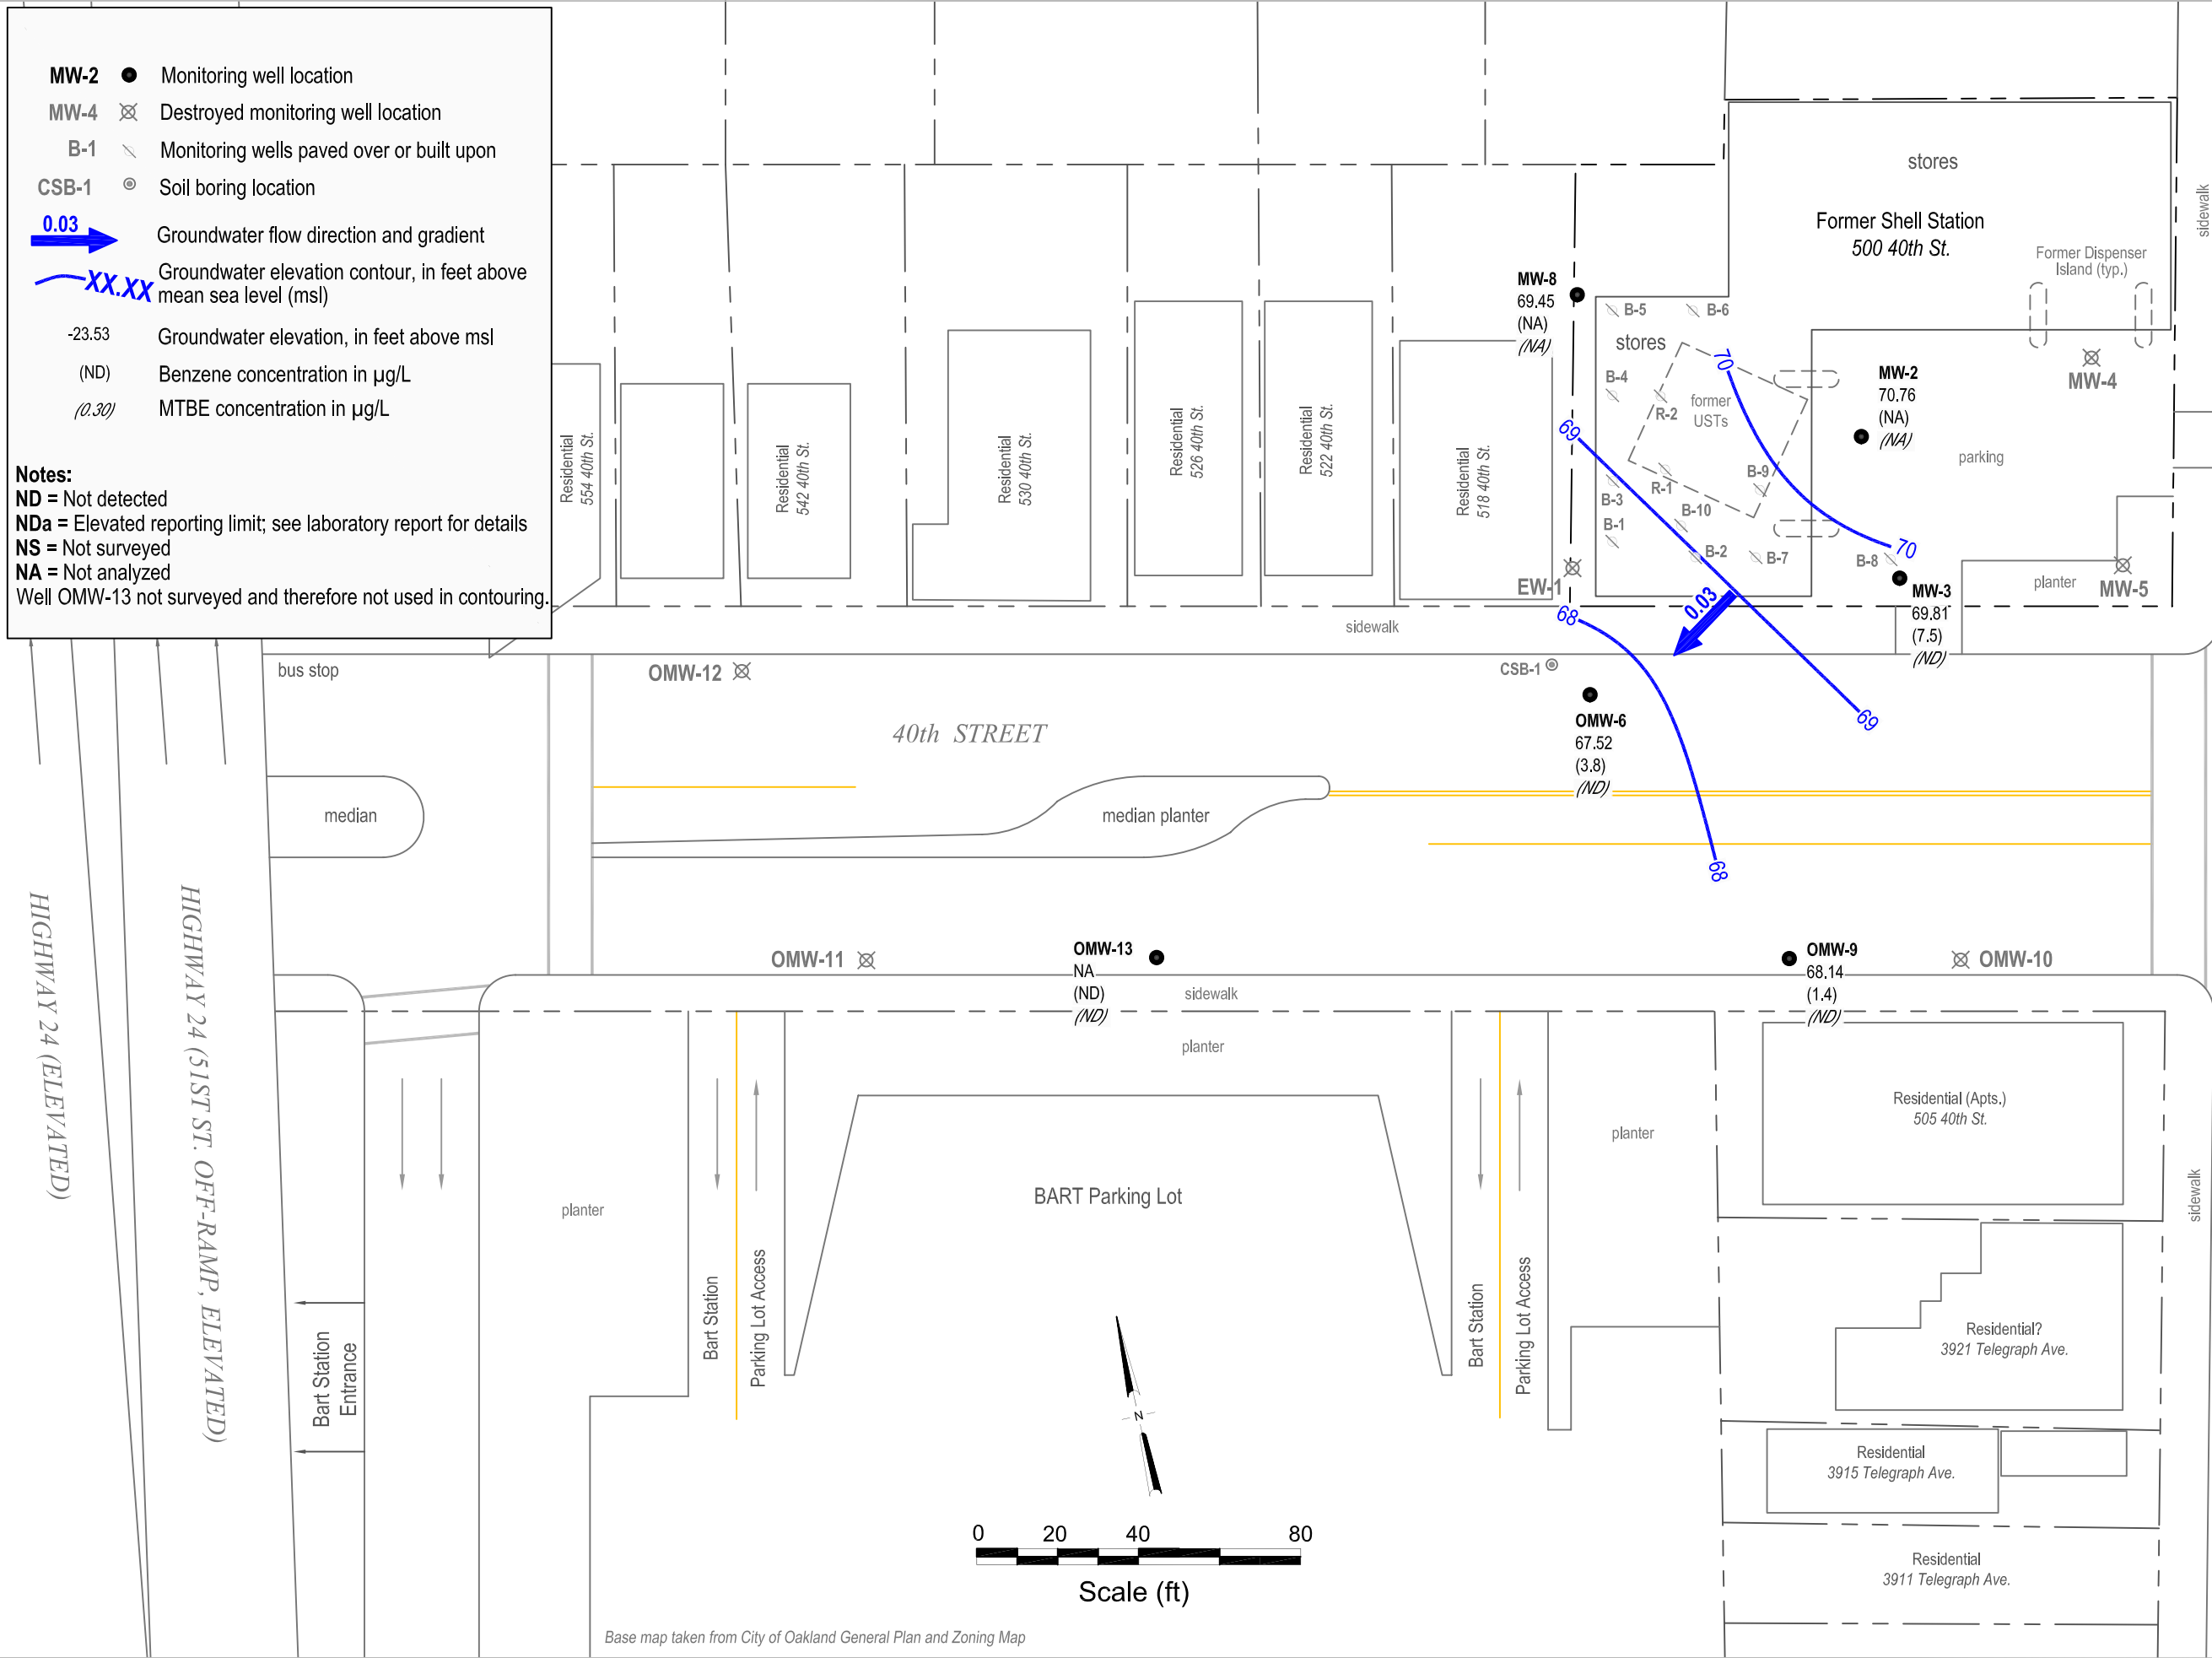 MW-2 Monitoring well location
MW-4 Destroyed monitoring well location
B-1 Monitoring wells paved over or built upon
CSB-1 Soil boring location
0.03
Groundwater flow direction and gradient
XX.XX
Groundwater elevation contour, in feet above
mean sea level (msl)
-23.53 Groundwater elevation, in feet above msl
(ND) Benzene concentration in µg/L
(0.30) MTBE concentration in µg/L
Notes:
ND = Not detected
NDa = Elevated reporting limit; see laboratory report for details
NS = Not surveyed
NA = Not analyzed
Well OMW-13 not surveyed and therefore not used in contouring.
stores
Former Shell Station
500 40th St.
Former Dispenser
Island (typ.)
sidewalk
MW-8
69.45
(NA)
(NA)
B-5
B-6
stores
70
B-4
R-2
former
USTs
MW-2
70.76
(NA)
(NA)
MW-4
parking
69
B-3
R-1
B-9
B-10
B-1
B-2
B-7
B-8
70
EW-1
MW-3
69.81
(7.5)
(ND)
planter
MW-5
Residential
554 40th St.
Residential
542 40th St.
Residential
530 40th St.
Residential
526 40th St.
Residential
522 40th St.
Residential
518 40th St.
68
0.03
sidewalk
bus stop
OMW-12
CSB-1
OMW-6
67.52
(3.8)
(ND)
69
40th STREET
median
median planter
68
HIGHWAY 24 (ELEVATED)
HIGHWAY 24 (51ST ST. OFF-RAMP, ELEVATED)
OMW-11
OMW-13
NA
(ND)
(ND)
sidewalk
OMW-9
68.14
(1.4)
(ND)
OMW-10
planter
planter
planter
BART Parking Lot
Residential (Apts.)
505 40th St.
sidewalk
Bart Station
Parking Lot Access
Bart Station
Parking Lot Access
Bart Station
Entrance
Residential?
3921 Telegraph Ave.
N
Residential
3915 Telegraph Ave.
0 20 40 80
Scale (ft)
Residential
3911 Telegraph Ave.
Base map taken from City of Oakland General Plan and Zoning Map